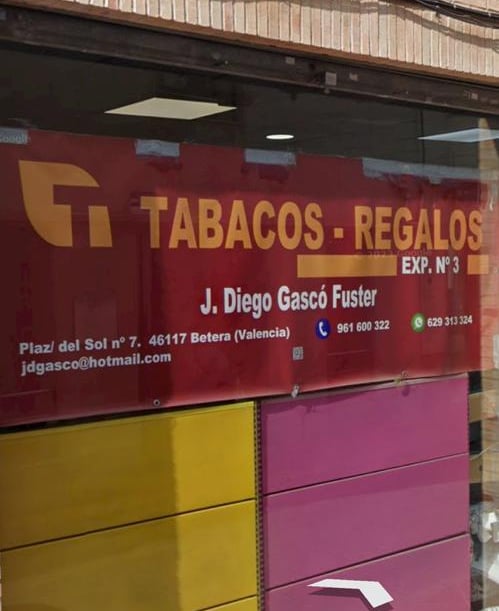 TABACOS - REGALOS
EXP. Nº 3
J. Diego Gascó Fuster
Plaz/ del Sol nº 7. 46117 Betera (Valencia)
961 600 322
629 313 324
jdgasco@hotmail.com